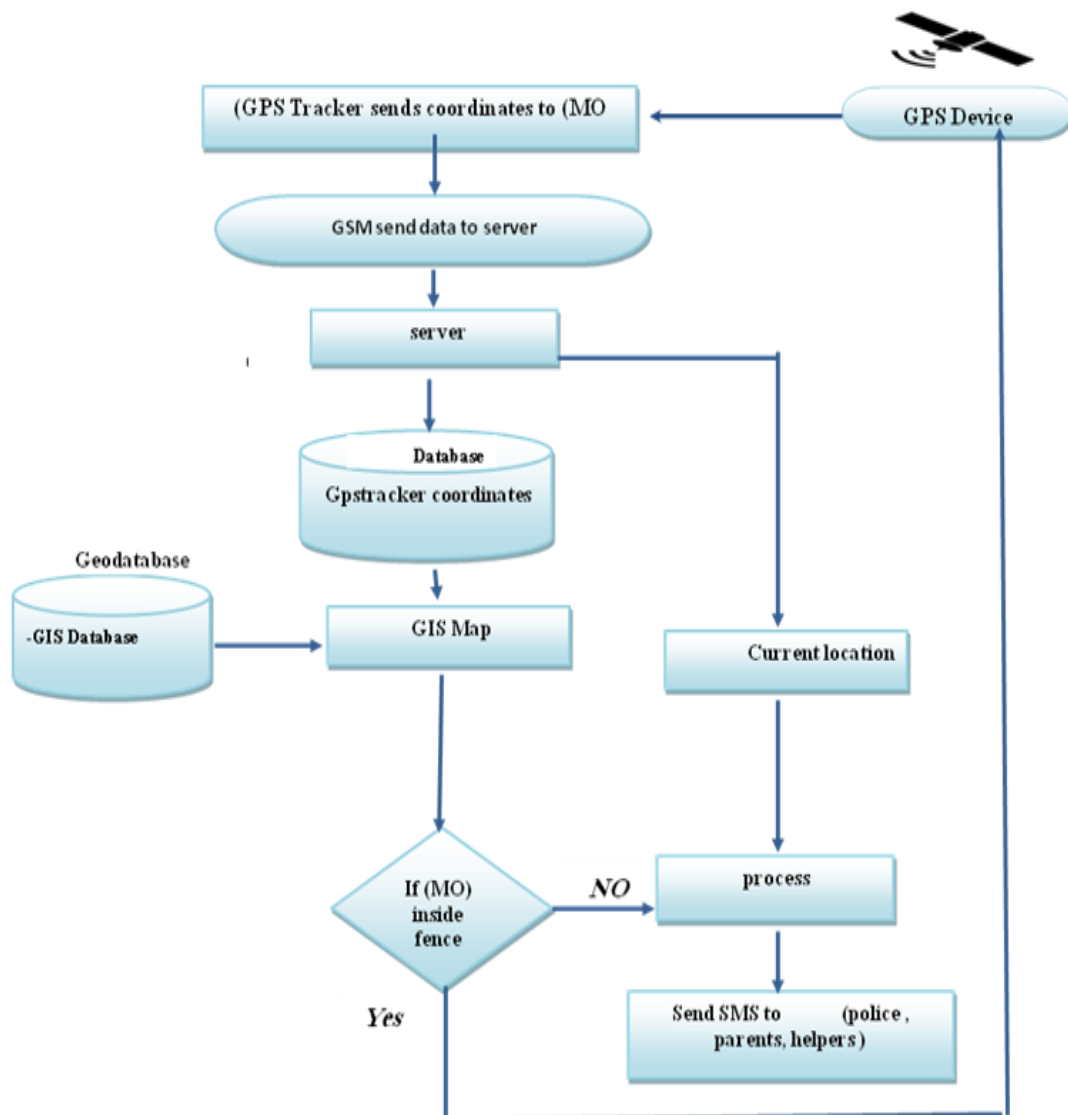 (GPS Tracker sends coordinates to (MO
GPS Device
GSM send data to server
server
Database
Gpstracker coordinates
Geodatabase
-GIS Database
GIS Map
Current location
If (MO)
inside
fence
NO
process
Yes
Send SMS to (police ,
parents, helpers )